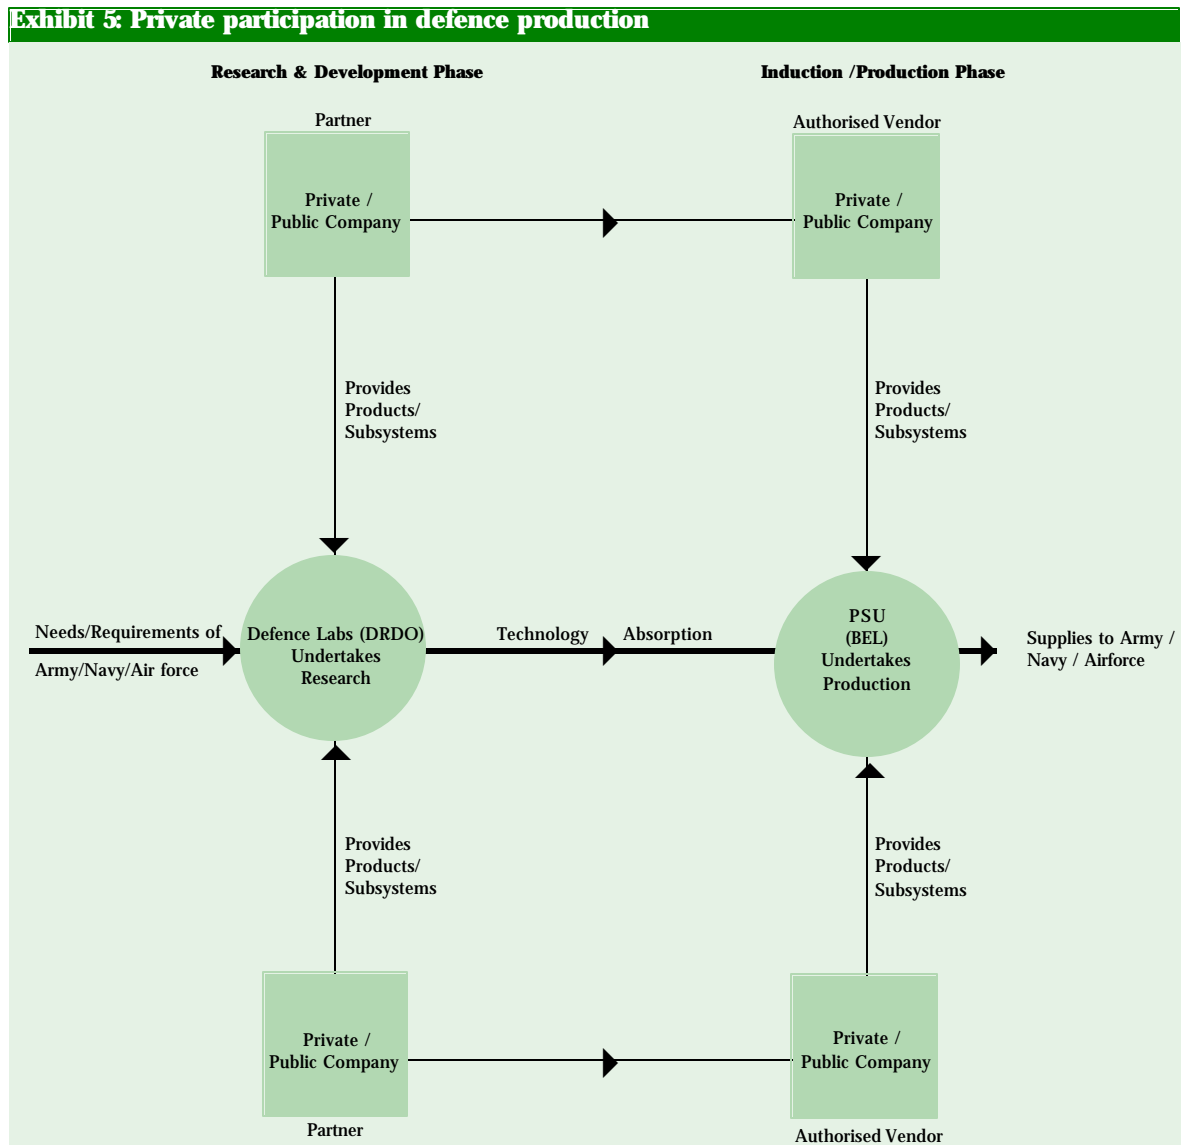 Exhibit 5: Private participation in defence production
Research & Development Phase
Induction /Production Phase
Partner
Authorised Vendor
Private /
Public Company
Private /
Public Company
Provides
Products/
Subsystems
Provides
Products/
Subsystems
Needs/Requirements of
Army/Navy/Air force
Defence Labs (DRDO)
Undertakes
Research
Technology
Absorption
PSU
(BEL)
Undertakes
Production
Supplies to Army /
Navy / Airforce
Provides
Products/
Subsystems
Provides
Products/
Subsystems
Private /
Public Company
Private /
Public Company
Partner
Authorised Vendor